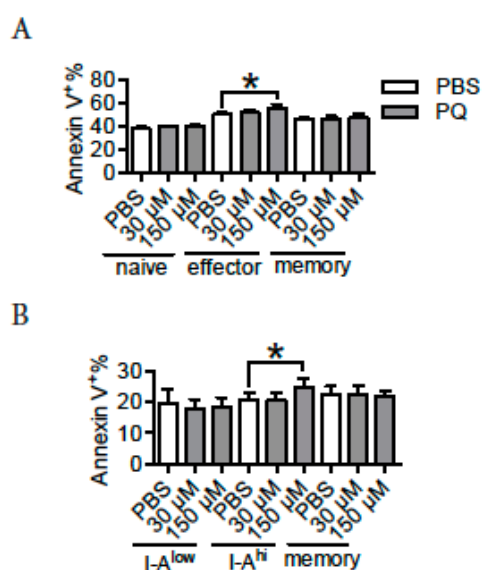 A
Annexin V+%
80
60
40
20
0
*
PBS
PQ
PBS
30 µM
150 µM
PBS
30 µM
150 µM
PBS
30 µM
150 µM
naive
effector
memory
B
Annexin V+%
30
20
10
0
*
PBS
30 µM
150 µM
PBS
30 µM
150 µM
PBS
30 µM
150 µM
I-Alow
I-Ahi
memory